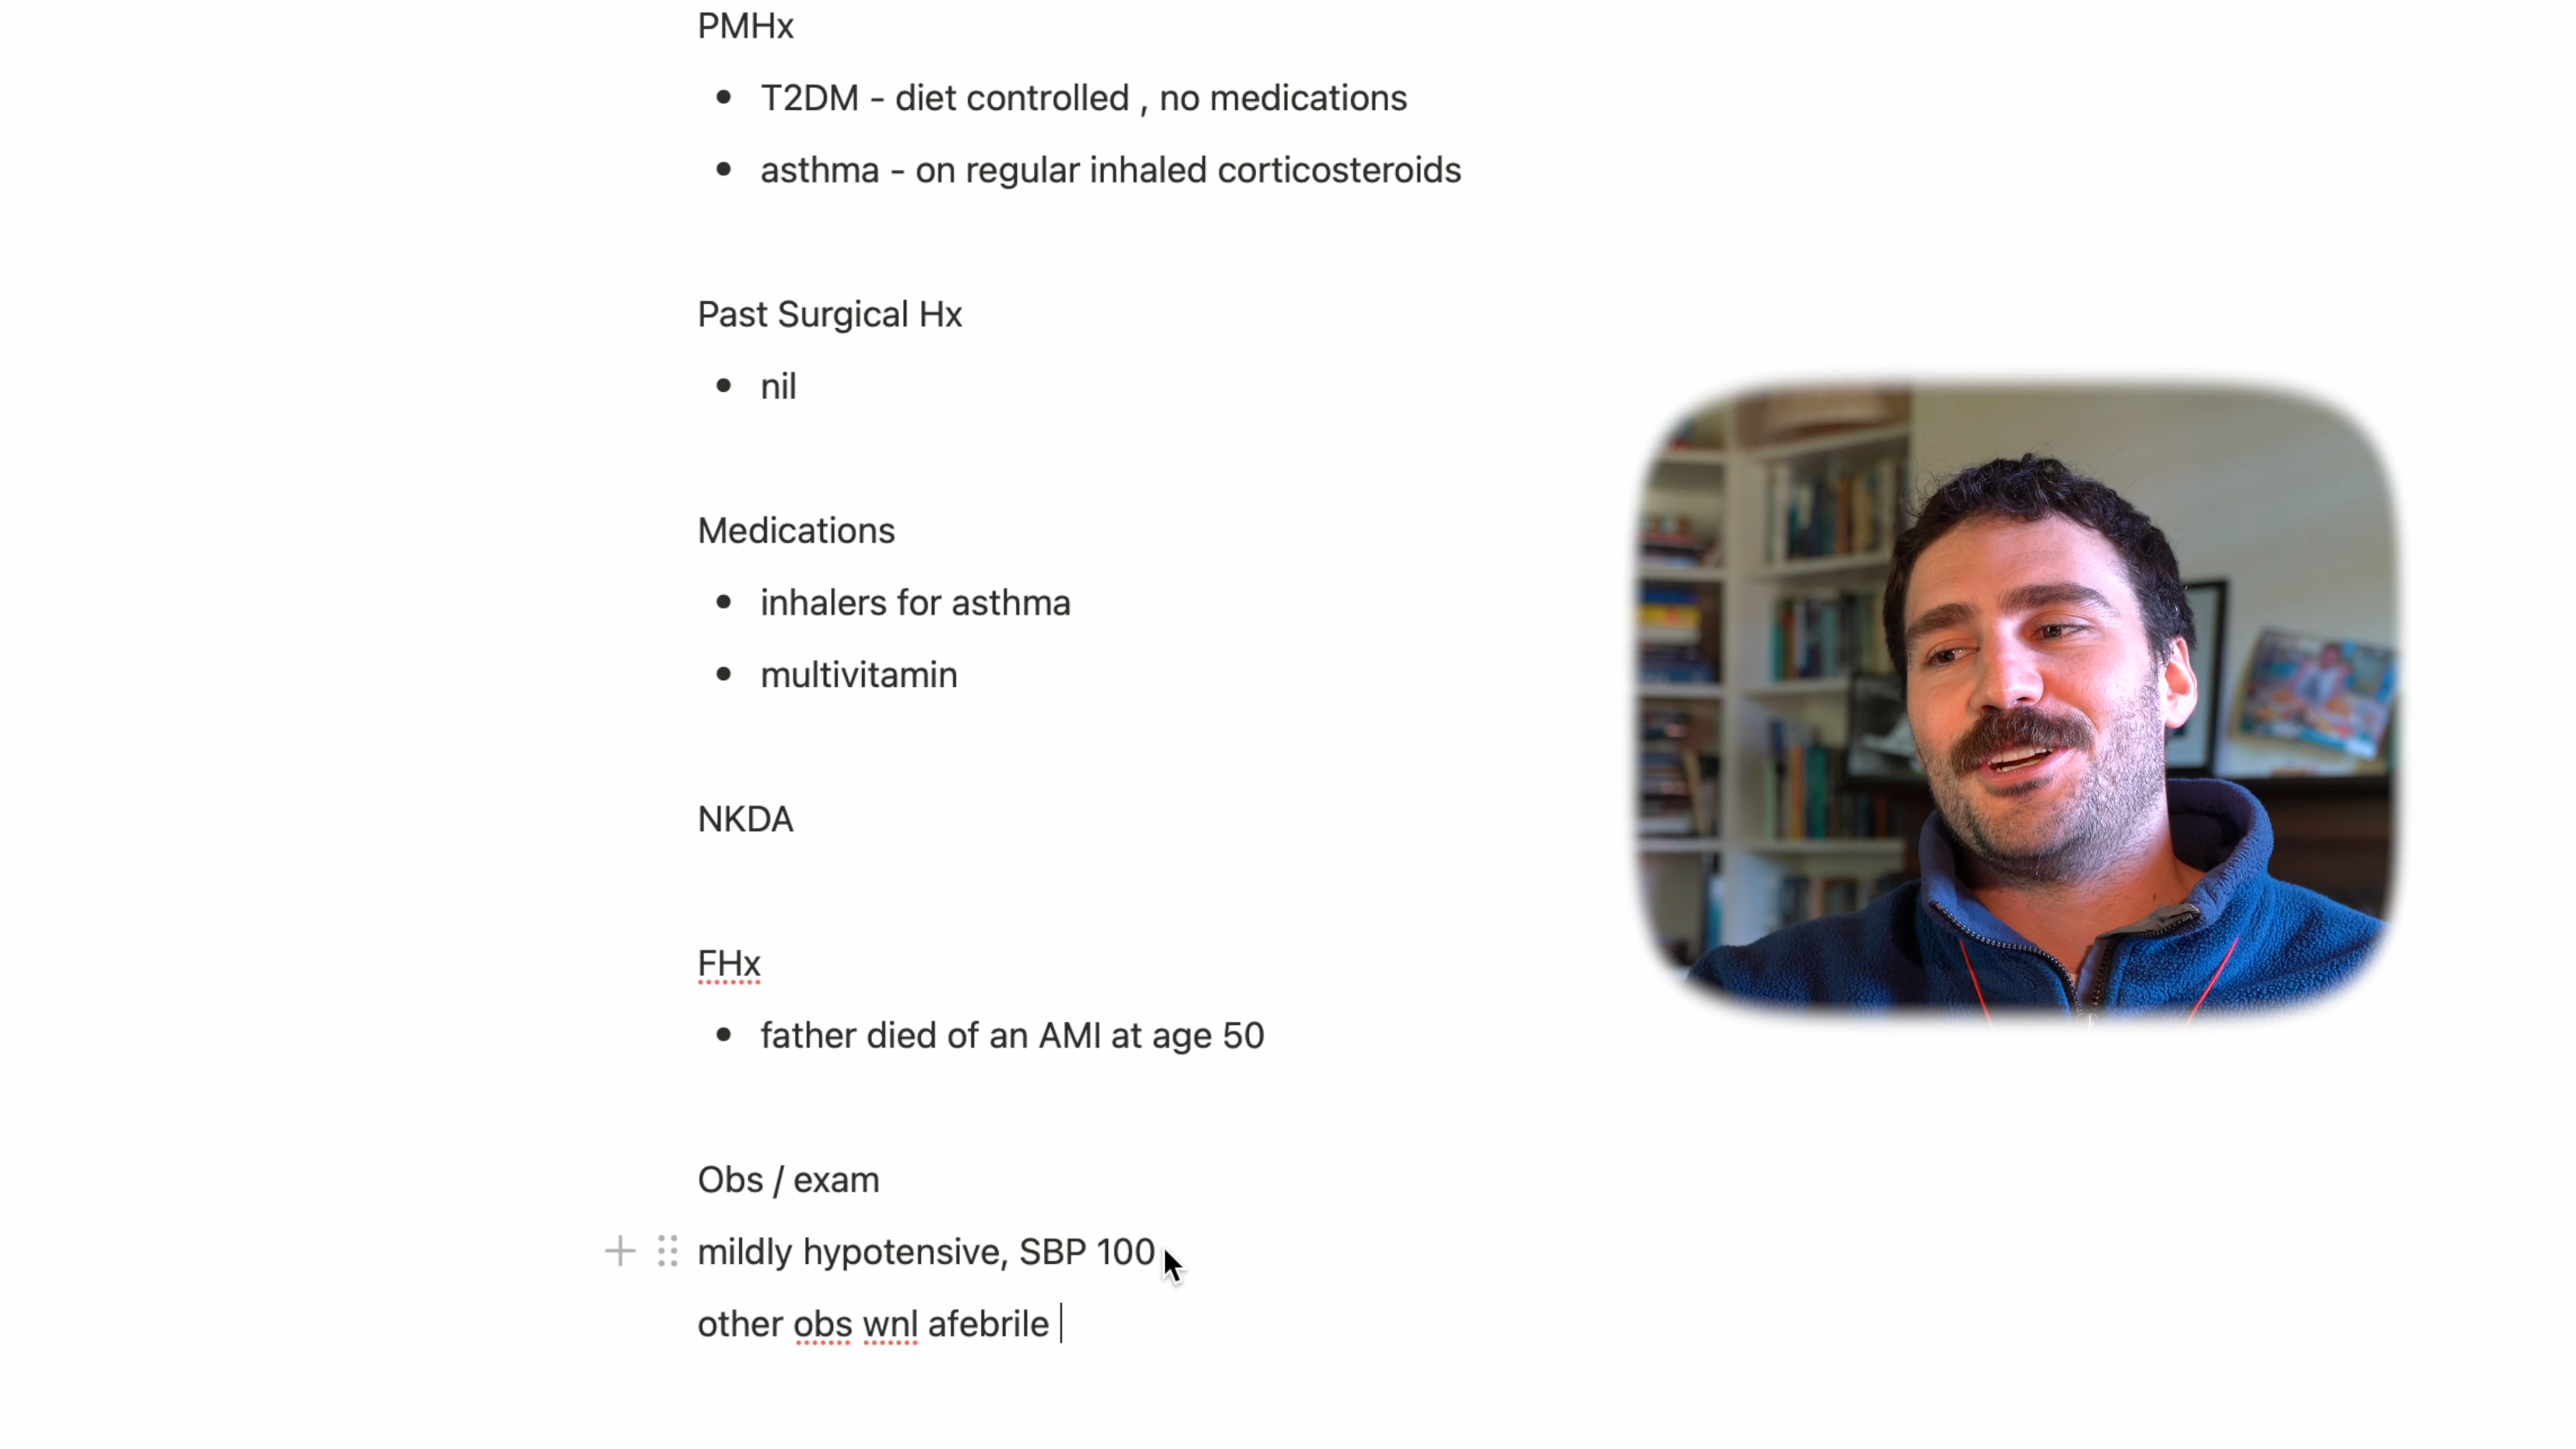 PMHx
• T2DM - diet controlled , no medications
• asthma - on regular inhaled corticosteroids
Past Surgical Hx
• nil
Medications
• inhalers for asthma
• multivitamin
NKDA
FHx
• father died of an AMI at age 50
Obs / exam
mildly hypotensive, SBP 100
other obs wnl afebrile